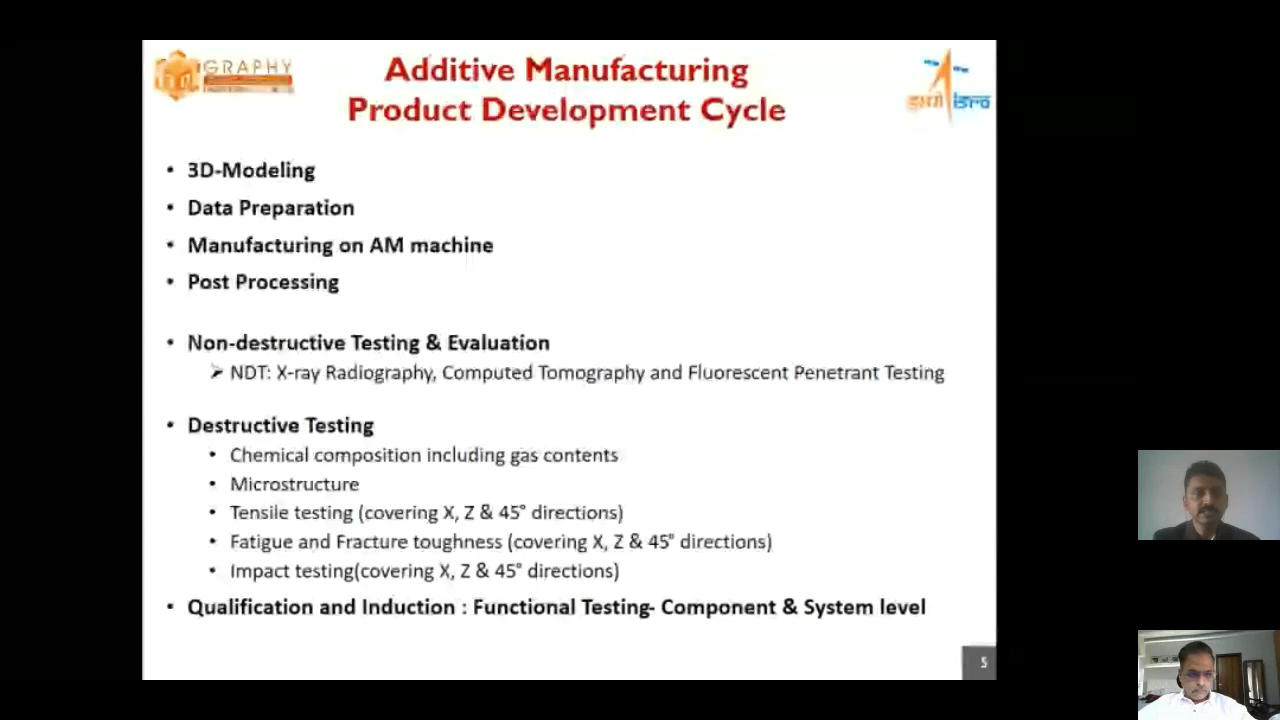 GRAPHY
Additive Manufacturing
Product Development Cycle
इसरो isro
• 3D-Modeling
• Data Preparation
• Manufacturing on AM machine
• Post Processing
• Non-destructive Testing & Evaluation
➤ NDT: X-ray Radiography, Computed Tomography and Fluorescent Penetrant Testing
• Destructive Testing
• Chemical composition including gas contents
• Microstructure
• Tensile testing (covering X, Z & 45° directions)
• Fatigue and Fracture toughness (covering X, Z & 45° directions)
• Impact testing(covering X, Z & 45° directions)
• Qualification and Induction : Functional Testing- Component & System level
5